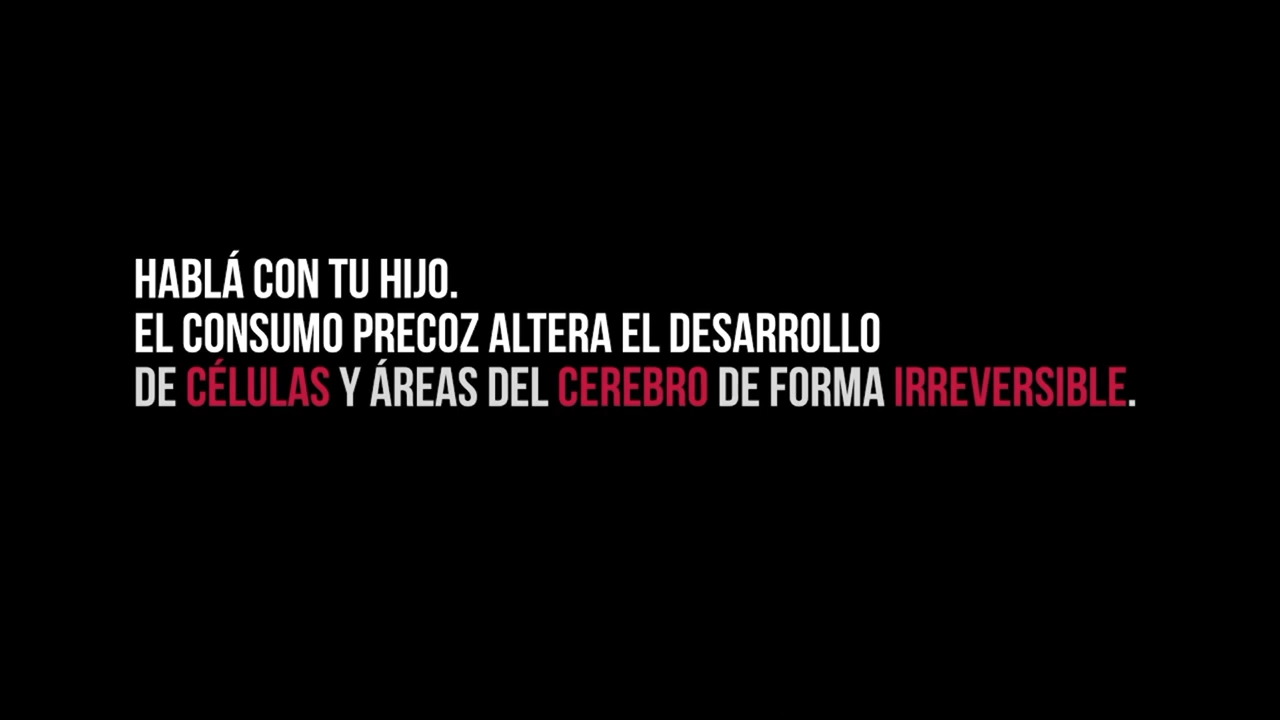 HABLÁ CON TU HIJO.
EL CONSUMO PRECOZ ALTERA EL DESARROLLO
DE CÉLULAS Y ÁREAS DEL CEREBRO DE FORMA IRREVERSIBLE.